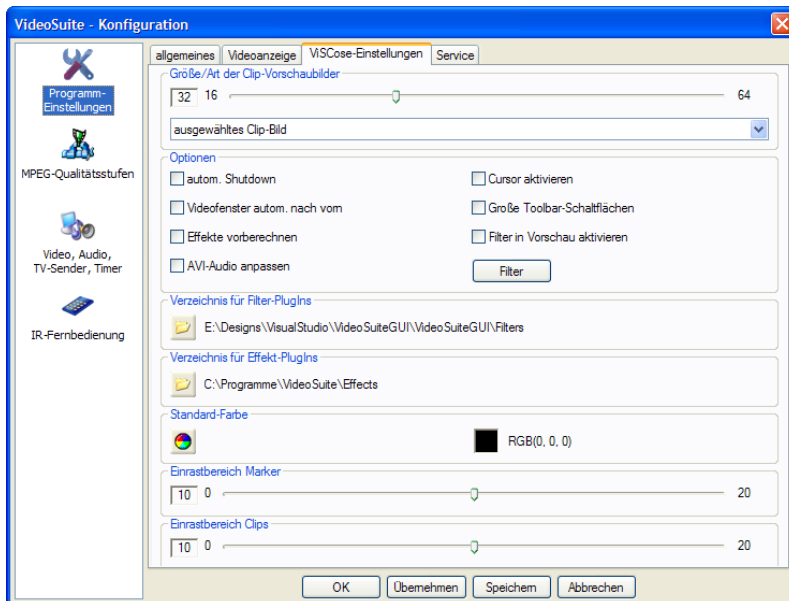 VideoSuite - Konfiguration
Programm-
Einstellungen
MPEG-Qualitätsstufen
Video, Audio,
TV-Sender, Timer
IR-Fernbedienung
allgemeines Videoanzeige ViSCose-Einstellungen Service
Größe/Art der Clip-Vorschaubilder
32 16 64
ausgewähltes Clip-Bild
Optionen
autom. Shutdown Cursor aktivieren
Videofenster autom. nach vorn Große Toolbar-Schaltflächen
Effekte vorberechnen Filter in Vorschau aktivieren
AVI-Audio anpassen Filter
Verzeichnis für Filter-PlugIns
E:\Designs\VisualStudio\VideoSuiteGUI\VideoSuiteGUI\Filters
Verzeichnis für Effekt-PlugIns
C:\Programme\VideoSuite\Effects
Standard-Farbe
RGB(0, 0, 0)
Einrastbereich Marker
10 0 20
Einrastbereich Clips
10 0 20
OK Übernehmen Speichern Abbrechen